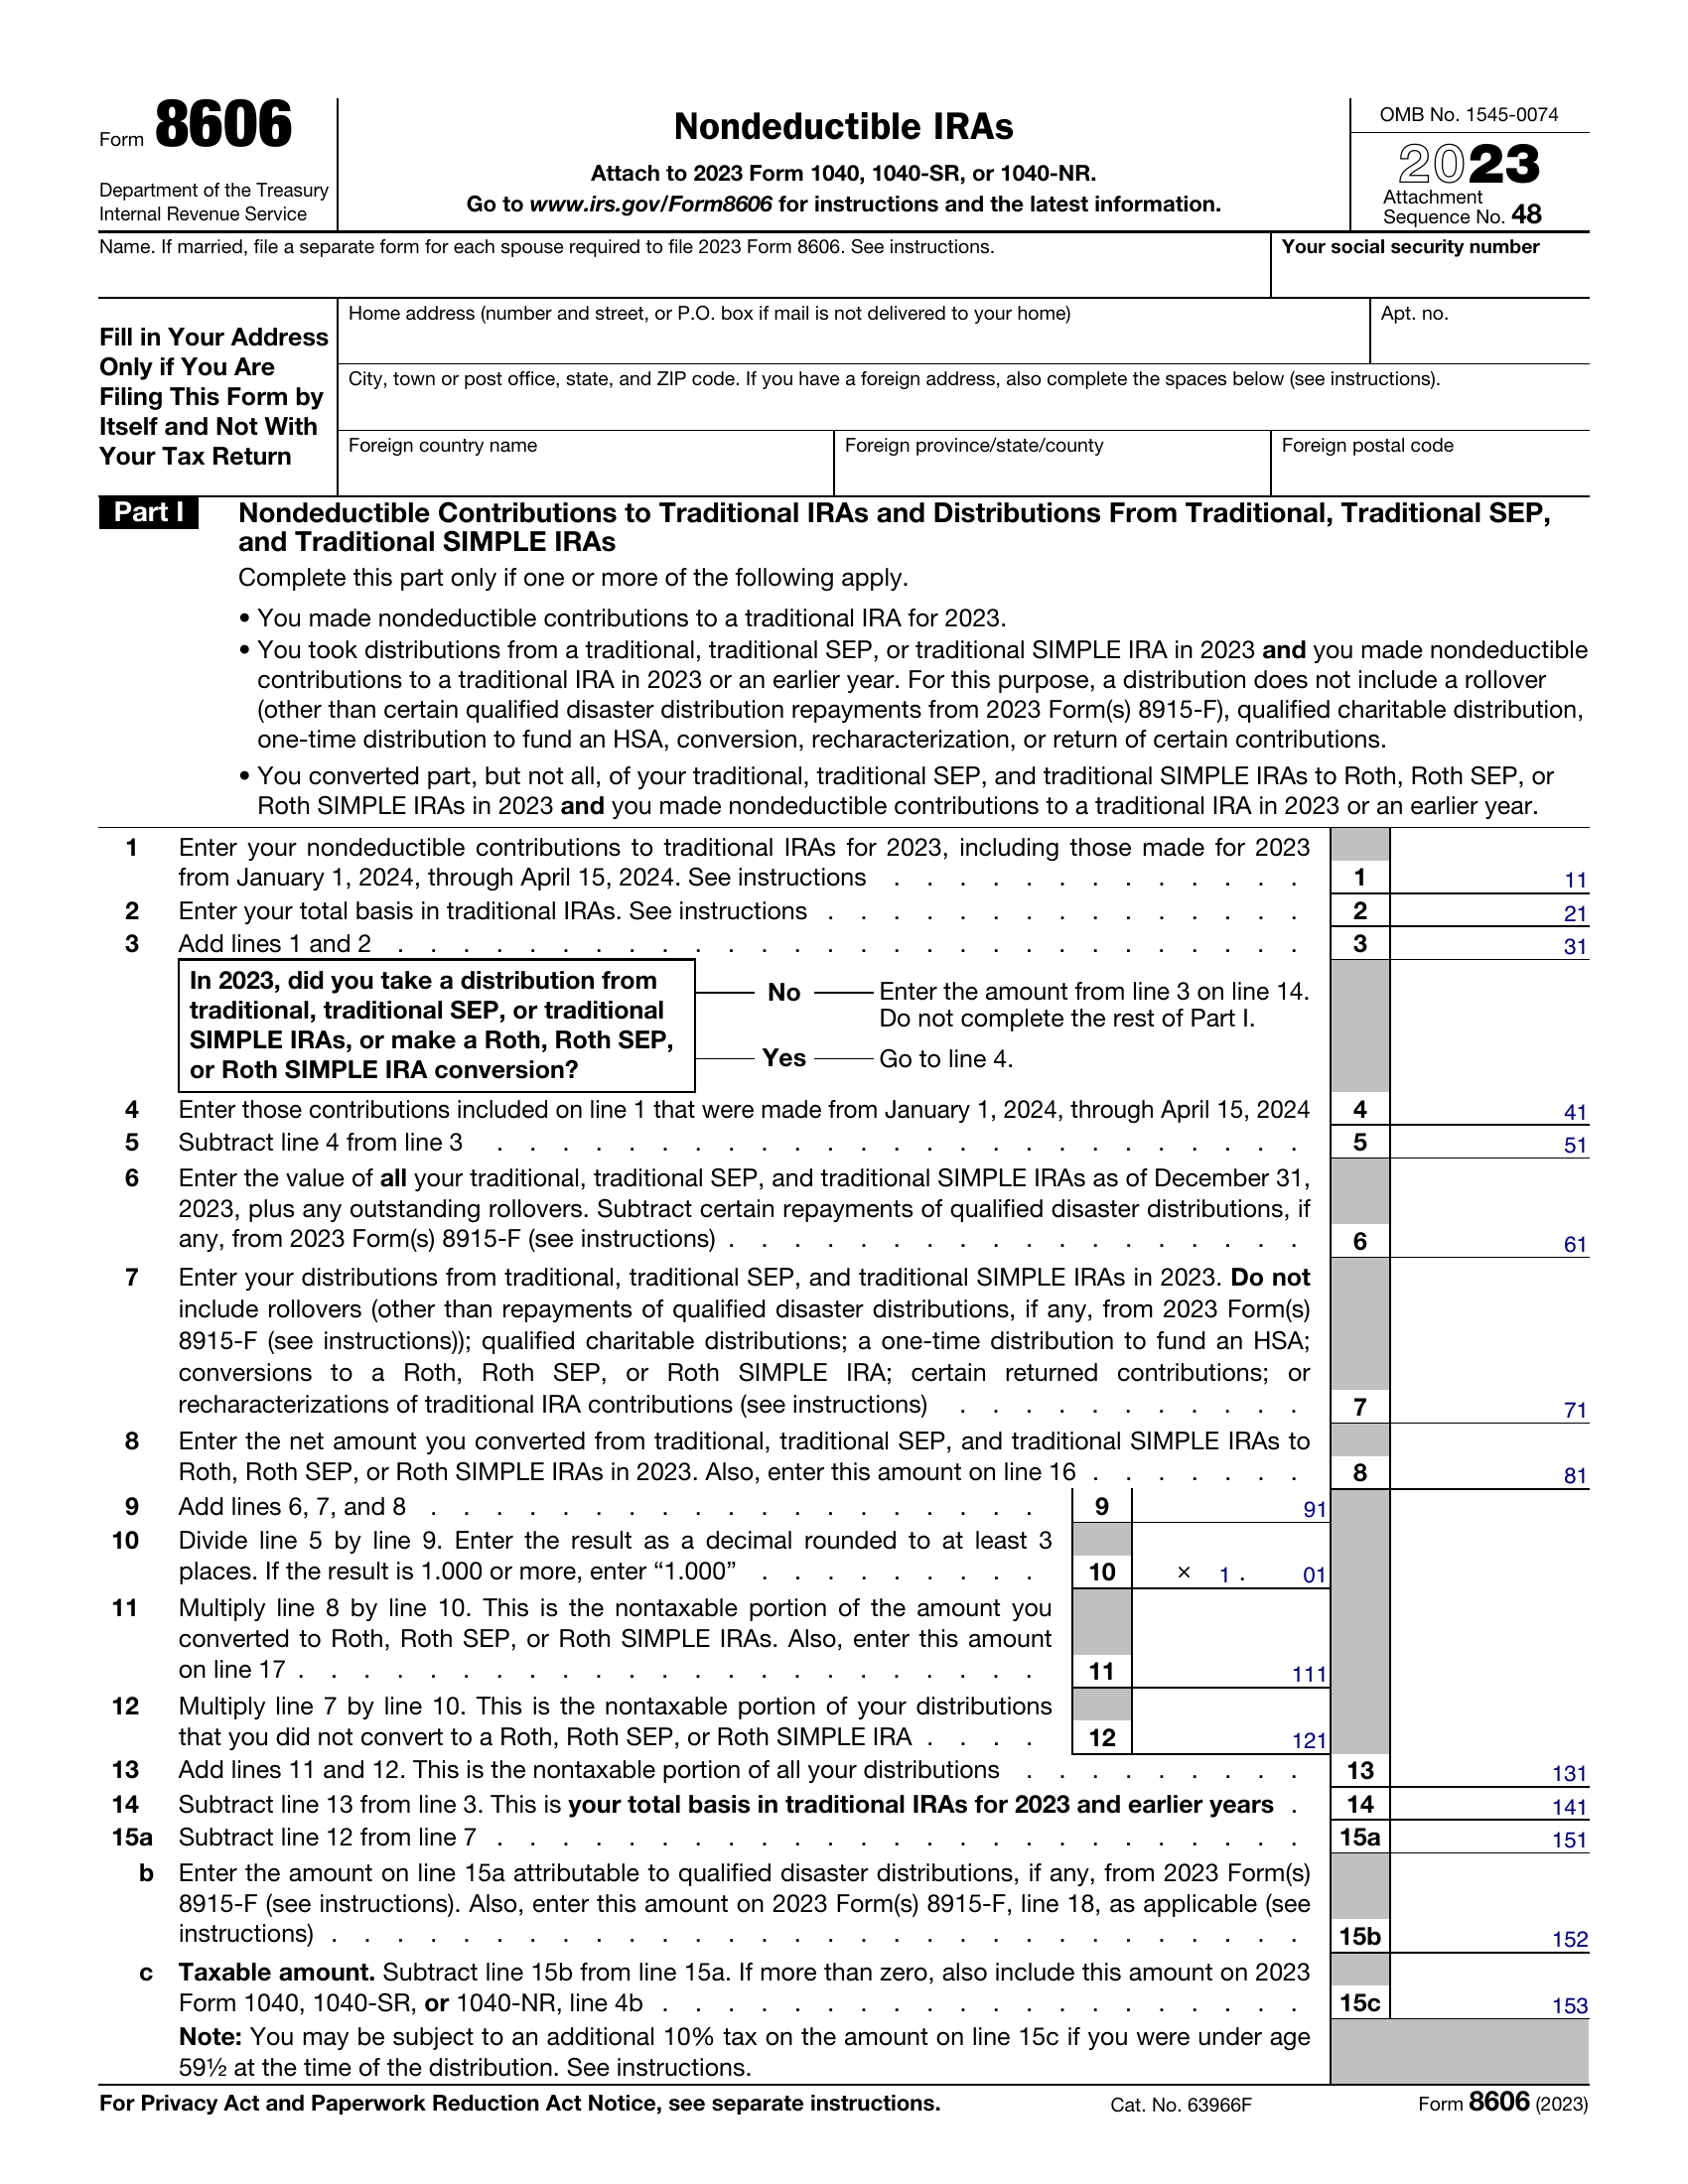 Form 8606
Department of the Treasury
Internal Revenue Service
Nondeductible IRAs
Attach to 2023 Form 1040, 1040-SR, or 1040-NR.
Go to www.irs.gov/Form8606 for instructions and the latest information.
OMB No. 1545-0074
2023
Attachment
Sequence No. 48
Name. If married, file a separate form for each spouse required to file 2023 Form 8606. See instructions.
Your social security number
Fill in Your Address
Only if You Are
Filing This Form by
Itself and Not With
Your Tax Return
Home address (number and street, or P.O. box if mail is not delivered to your home)
Apt. no.
City, town or post office, state, and ZIP code. If you have a foreign address, also complete the spaces below (see instructions).
Foreign country name
Foreign province/state/county
Foreign postal code
Part I Nondeductible Contributions to Traditional IRAs and Distributions From Traditional, Traditional SEP,
and Traditional SIMPLE IRAs
Complete this part only if one or more of the following apply.
• You made nondeductible contributions to a traditional IRA for 2023.
• You took distributions from a traditional, traditional SEP, or traditional SIMPLE IRA in 2023 and you made nondeductible
contributions to a traditional IRA in 2023 or an earlier year. For this purpose, a distribution does not include a rollover
(other than certain qualified disaster distribution repayments from 2023 Form(s) 8915-F), qualified charitable distribution,
one-time distribution to fund an HSA, conversion, recharacterization, or return of certain contributions.
• You converted part, but not all, of your traditional, traditional SEP, and traditional SIMPLE IRAs to Roth, Roth SEP, or
Roth SIMPLE IRAs in 2023 and you made nondeductible contributions to a traditional IRA in 2023 or an earlier year.
1 Enter your nondeductible contributions to traditional IRAs for 2023, including those made for 2023
from January 1, 2024, through April 15, 2024. See instructions . . . . . . . . . . . . . 1 11
2 Enter your total basis in traditional IRAs. See instructions . . . . . . . . . . . . . . . 2 21
3 Add lines 1 and 2 . . . . . . . . . . . . . . . . . . . . . . . . . . . . 3 31
In 2023, did you take a distribution from
traditional, traditional SEP, or traditional
SIMPLE IRAs, or make a Roth, Roth SEP,
or Roth SIMPLE IRA conversion?
No Enter the amount from line 3 on line 14.
Do not complete the rest of Part I.
Yes Go to line 4.
4 Enter those contributions included on line 1 that were made from January 1, 2024, through April 15, 2024 4 41
5 Subtract line 4 from line 3 . . . . . . . . . . . . . . . . . . . . . . . . . 5 51
6 Enter the value of all your traditional, traditional SEP, and traditional SIMPLE IRAs as of December 31,
2023, plus any outstanding rollovers. Subtract certain repayments of qualified disaster distributions, if
any, from 2023 Form(s) 8915-F (see instructions) . . . . . . . . . . . . . . . . . . 6 61
7 Enter your distributions from traditional, traditional SEP, and traditional SIMPLE IRAs in 2023. Do not
include rollovers (other than repayments of qualified disaster distributions, if any, from 2023 Form(s)
8915-F (see instructions)); qualified charitable distributions; a one-time distribution to fund an HSA;
conversions to a Roth, Roth SEP, or Roth SIMPLE IRA; certain returned contributions; or
recharacterizations of traditional IRA contributions (see instructions) . . . . . . . . . . . 7 71
8 Enter the net amount you converted from traditional, traditional SEP, and traditional SIMPLE IRAs to
Roth, Roth SEP, or Roth SIMPLE IRAs in 2023. Also, enter this amount on line 16 . . . . . . . 8 81
9 Add lines 6, 7, and 8 . . . . . . . . . . . . . . . . . . . 9 91
10 Divide line 5 by line 9. Enter the result as a decimal rounded to at least 3
places. If the result is 1.000 or more, enter “1.000” . . . . . . . . . 10 × 1 . 01
11 Multiply line 8 by line 10. This is the nontaxable portion of the amount you
converted to Roth, Roth SEP, or Roth SIMPLE IRAs. Also, enter this amount
on line 17 . . . . . . . . . . . . . . . . . . . . . . . 11 111
12 Multiply line 7 by line 10. This is the nontaxable portion of your distributions
that you did not convert to a Roth, Roth SEP, or Roth SIMPLE IRA . . . . 12 121
13 Add lines 11 and 12. This is the nontaxable portion of all your distributions . . . . . . . . . 13 131
14 Subtract line 13 from line 3. This is your total basis in traditional IRAs for 2023 and earlier years . 14 141
15a Subtract line 12 from line 7 . . . . . . . . . . . . . . . . . . . . . . . . . 15a 151
b Enter the amount on line 15a attributable to qualified disaster distributions, if any, from 2023 Form(s)
8915-F (see instructions). Also, enter this amount on 2023 Form(s) 8915-F, line 18, as applicable (see
instructions) . . . . . . . . . . . . . . . . . . . . . . . . . . . . . . 15b 152
c Taxable amount. Subtract line 15b from line 15a. If more than zero, also include this amount on 2023
Form 1040, 1040-SR, or 1040-NR, line 4b . . . . . . . . . . . . . . . . . . . . 15c 153
Note: You may be subject to an additional 10% tax on the amount on line 15c if you were under age
59½ at the time of the distribution. See instructions.
For Privacy Act and Paperwork Reduction Act Notice, see separate instructions.
Cat. No. 63966F
Form 8606 (2023)